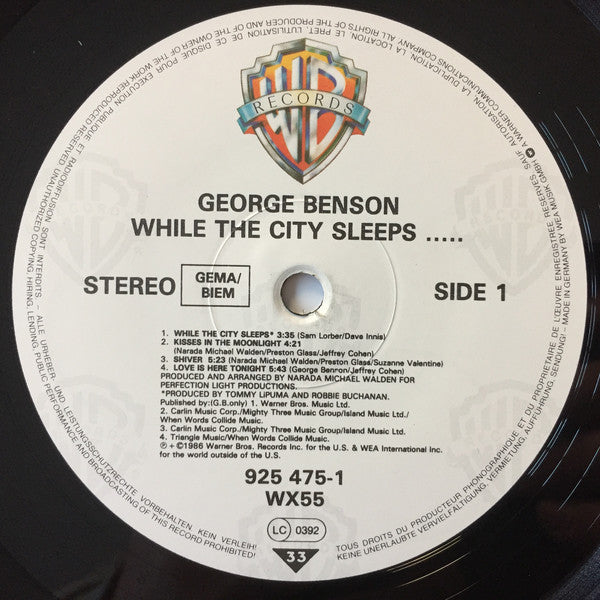 WB
RECORDS
GEORGE BENSON
WHILE THE CITY SLEEPS .....
STEREO
GEMA/
BIEM
SIDE 1
1. WHILE THE CITY SLEEPS* 3:35 (Sam Lorber/Dave Innis)
2. KISSES IN THE MOONLIGHT 4:21
(Narada Michael Walden/Preston Glass/Jeffrey Cohen)
3. SHIVER 5:23 (Narada Michael Walden/Preston Glass/Suzanne Valentine)
4. LOVE IS HERE TONIGHT 5:43 (George Benron/Jeffrey Cohen)
PRODUCED AND ARRANGED BY NARADA MICHAEL WALDEN FOR
PERFECTION LIGHT PRODUCTIONS.
*PRODUCED BY TOMMY LIPUMA AND ROBBIE BUCHANAN.
Published by:(G.B.only) 1. Warner Bros. Music Ltd.
2. Carlin Music Corp./Mighty Three Music Group/Island Music Ltd./
When Words Collide Music.
3. Carlin Music Corp./Mighty Three Music Group/Island Music Ltd./
4. Triangle Music/When Words Collide Music.
℗ + © 1986 Warner Bros. Records Inc. for the U.S. & WEA International Inc.
for the world outside of the U.S.
925 475-1
WX55
LC 0392
33
- ALLE URHEBER- UND LEISTUNGSSCHUTZRECHTE VORBEHALTEN KEIN VERLEIH!
KEINE UNERLAUBTE VERVIELFÄLTIGUNG, VERMIETUNG, AUFFÜHRUNG, SENDUNG! - MADE IN GERMANY BY WEA MUSIK GMBH
A WARNER COMMUNICATIONS COMPANY. ALL RIGHTS OF THE PRODUCER AND OF THE OWNER OF THE WORK REPRODUCED RESERVED. UNAUTHORIZED COPYING, HIRING, LENDING, PUBLIC PERFORMANCE AND BROADCASTING OF THIS RECORD PROHIBITED!
TOUS DROITS DU PRODUCTEUR PHONOGRAPHIQUE ET DU PROPRIETAIRE DE L'ŒUVRE ENREGISTREE RESERVES. SAUF AUTORISATION, LA LOCATION, LE PRET, L'UTILISATION DE CE DISQUE POUR EXECUTION PUBLIQUE ET RADIODIFFUSION SONT INTERDITS